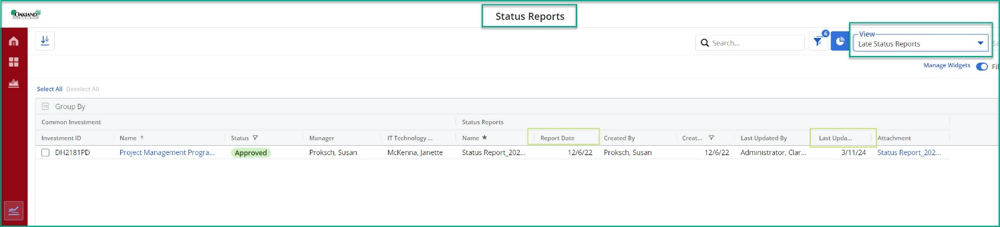 OAKLAND
Status Reports
Search...
6
View
Late Status Reports
Manage Widgets
Fil
Select All Deselect All
Group By
Common Investment Status Reports
Investment ID Name ↑ Status Manager IT Technology ... Name * Report Date Created By Creat... Last Updated By Last Upda... Attachment
DH2181PD Project Management Progra... Approved Proksch, Susan McKenna, Janette Status Report_202... 12/6/22 Proksch, Susan 12/6/22 Administrator, Clar... 3/11/24 Status Report_202...